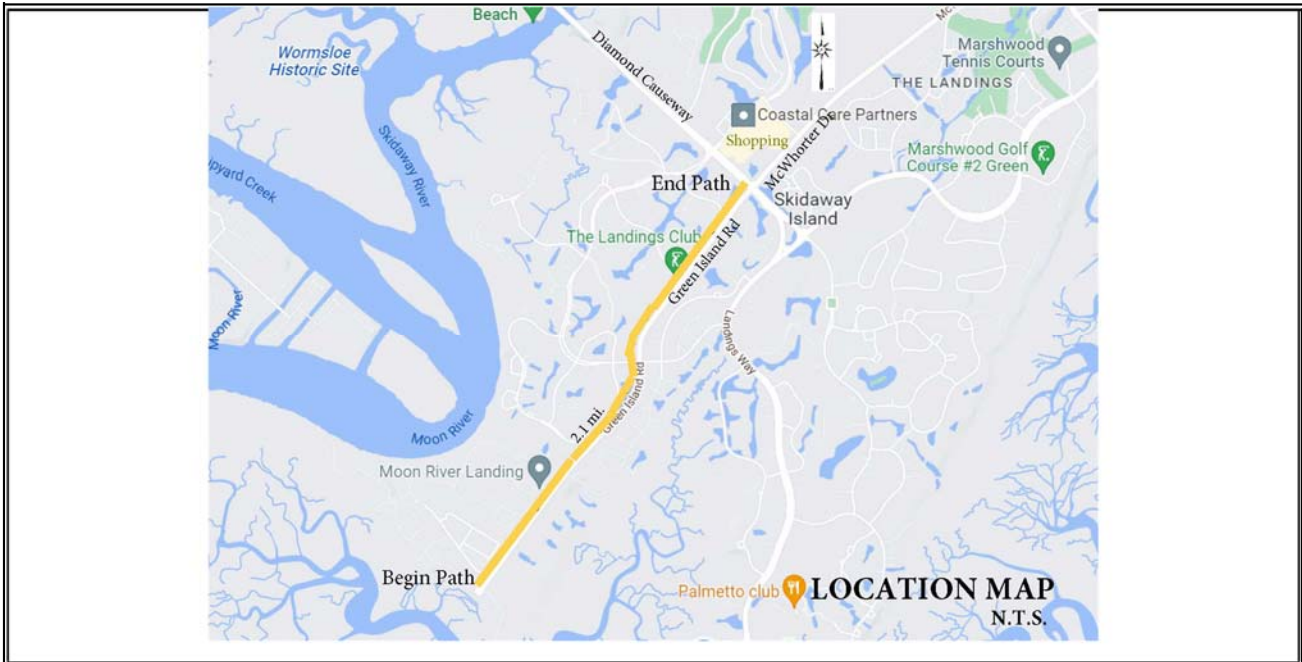 Beach
Wormsloe
Historic Site
Diamond Causeway
Marshwood
Tennis Courts
THE LANDINGS
Coastal Care Partners
Shopping
McWhorter Dr
Marshwood Golf
Course #2 Green
Skidaway River
upyard Creek
End Path
Skidaway
Island
The Landings Club
Green Island Rd
Moon River
Landings Way
Green Island Rd
2.1 mi.
Moon River
Moon River Landing
Begin Path
Palmetto club
LOCATION MAP
N.T.S.